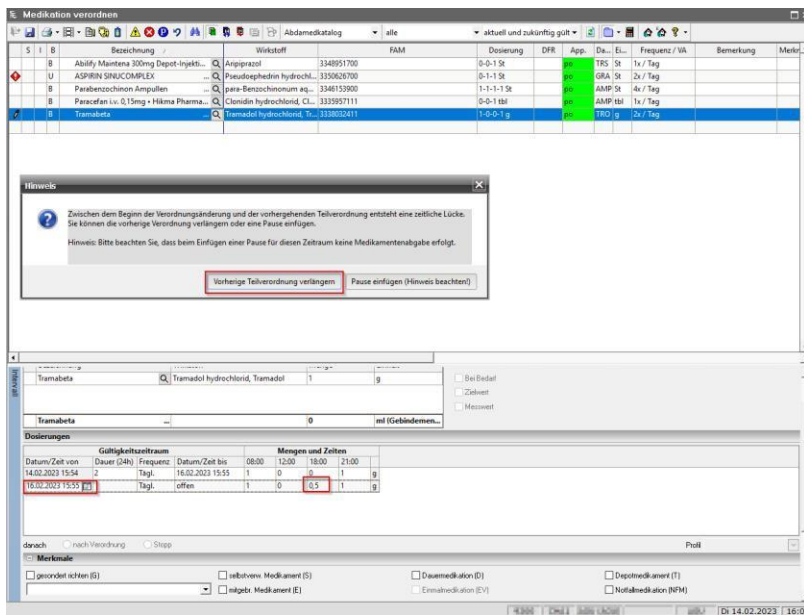 Medikation verordnen
Abdamedkatalog alle aktuell und zukünftig gült
S I B Bezeichnung Wirkstoff FAM Dosierung DFR App. Da... Ei... Frequenz / VA Bemerkung
B Abilify Maintena 300mg Depot-Injekti... Aripiprazol 3348951700 0-0-1 St po TRS St 1x / Tag
U ASPIRIN SINUCOMPLEX ... Pseudoephedrin hydrochl... 3350626700 0-1-1 St po GRA St 2x / Tag
B Parabenzochinon Ampullen ... para-Benzochinonum aq... 3346153900 1-1-1-1 St po AMP St 4x / Tag
B Paracefan i.v. 0,15mg • Hikma Pharma... Clonidin hydrochlorid, Cl... 3335957111 0-0-1 tbl po AMP tbl 1x / Tag
B Tramabeta ... Tramadol hydrochlorid, Tr... 3338032411 1-0-0-1 g po TRO g 2x / Tag
Hinweis
Zwischen dem Beginn der Verordnungsänderung und der vorhergehenden Teilverordnung entsteht eine zeitliche Lücke.
Sie können die vorherige Verordnung verlängern oder eine Pause einfügen.
Hinweis: Bitte beachten Sie, dass beim Einfügen einer Pause für diesen Zeitraum keine Medikamentenabgabe erfolgt.
Vorherige Teilverordnung verlängern Pause einfügen (Hinweis beachten!)
Intervall
Tramabeta Tramadol hydrochlorid, Tramadol 1 g
Bei Bedarf
Zielwert
Messwert
Tramabeta ... 0 ml (Gebindemen...
Dosierungen
Gültigkeitszeitraum Mengen und Zeiten
Datum/Zeit von Dauer (24h) Frequenz Datum/Zeit bis 08:00 12:00 18:00 21:00
14.02.2023 15:54 2 Tägl. 16.02.2023 15:55 1 0 0 1 g
16.02.2023 15:55 Tägl. offen 1 0 0,5 1 g
danach nach Verordnung Stopp Profil
Merkmale
gesondert richten (G) selbstverw. Medikament (S) Dauermedikation (D) Depotmedikament (T)
mitgebr. Medikament (E) Einmalmedikation (EV) Notfallmedikation (NFM)
Di 14.02.2023